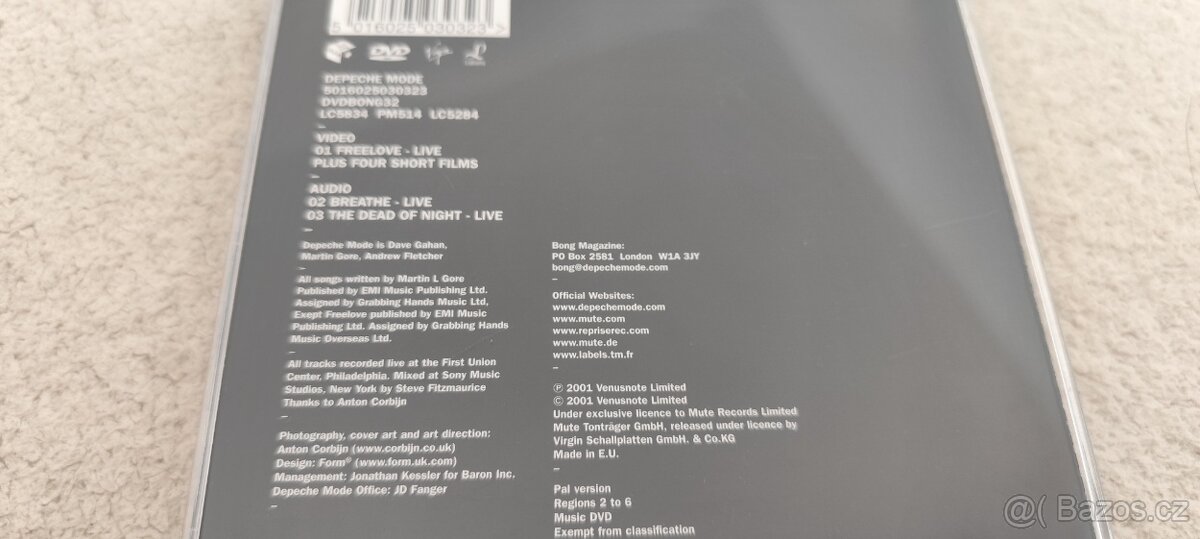 5 016025 030323 >
DVD
DEPECHE MODE
5016025030323
DVDBONG32
LC5834 PM514 LC5284
–
VIDEO
01 FREELOVE - LIVE
PLUS FOUR SHORT FILMS
–
AUDIO
02 BREATHE - LIVE
03 THE DEAD OF NIGHT - LIVE
–
Depeche Mode is Dave Gahan,
Martin Gore, Andrew Fletcher
–
All songs written by Martin L Gore
Published by EMI Music Publishing Ltd.
Assigned by Grabbing Hands Music Ltd,
Exept Freelove published by EMI Music
Publishing Ltd. Assigned by Grabbing Hands
Music Overseas Ltd.
–
All tracks recorded live at the First Union
Center, Philadelphia. Mixed at Sony Music
Studios, New York by Steve Fitzmaurice
Thanks to Anton Corbijn
–
Photography, cover art and art direction:
Anton Corbijn (www.corbijn.co.uk)
Design: Form® (www.form.uk.com)
Management: Jonathan Kessler for Baron Inc.
Depeche Mode Office: JD Fanger
–
Bong Magazine:
PO Box 2581 London W1A 3JY
bong@depechemode.com
–
Official Websites:
www.depechemode.com
www.mute.com
www.repriserec.com
www.mute.de
www.labels.tm.fr
–
℗ 2001 Venusnote Limited
© 2001 Venusnote Limited
Under exclusive licence to Mute Records Limited
Mute Tonträger GmbH, released under licence by
Virgin Schallplatten GmbH. & Co.KG
Made in E.U.
–
Pal version
Regions 2 to 6
Music DVD
Exempt from classification
@( Bazos.cz